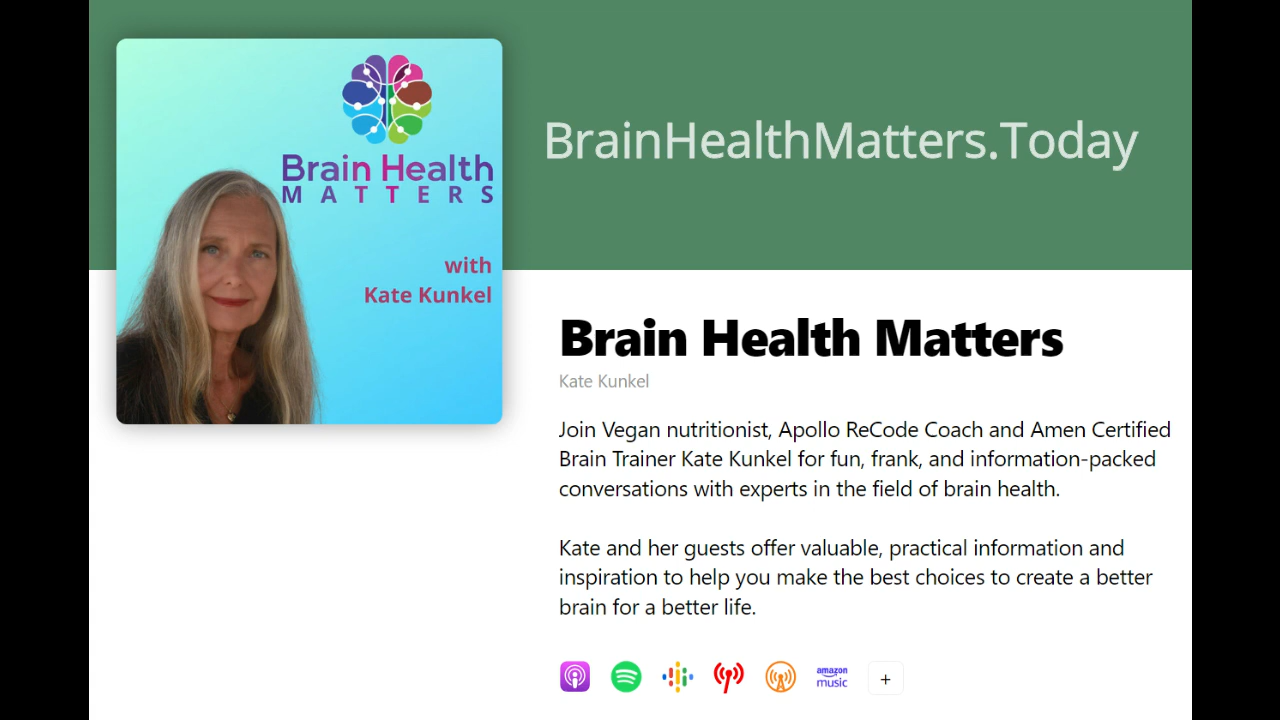 Brain Health
MATTERS
with
Kate Kunkel
BrainHealthMatters.Today
Brain Health Matters
Kate Kunkel
Join Vegan nutritionist, Apollo ReCode Coach and Amen Certified
Brain Trainer Kate Kunkel for fun, frank, and information-packed
conversations with experts in the field of brain health.
Kate and her guests offer valuable, practical information and
inspiration to help you make the best choices to create a better
brain for a better life.
amazon
music
+